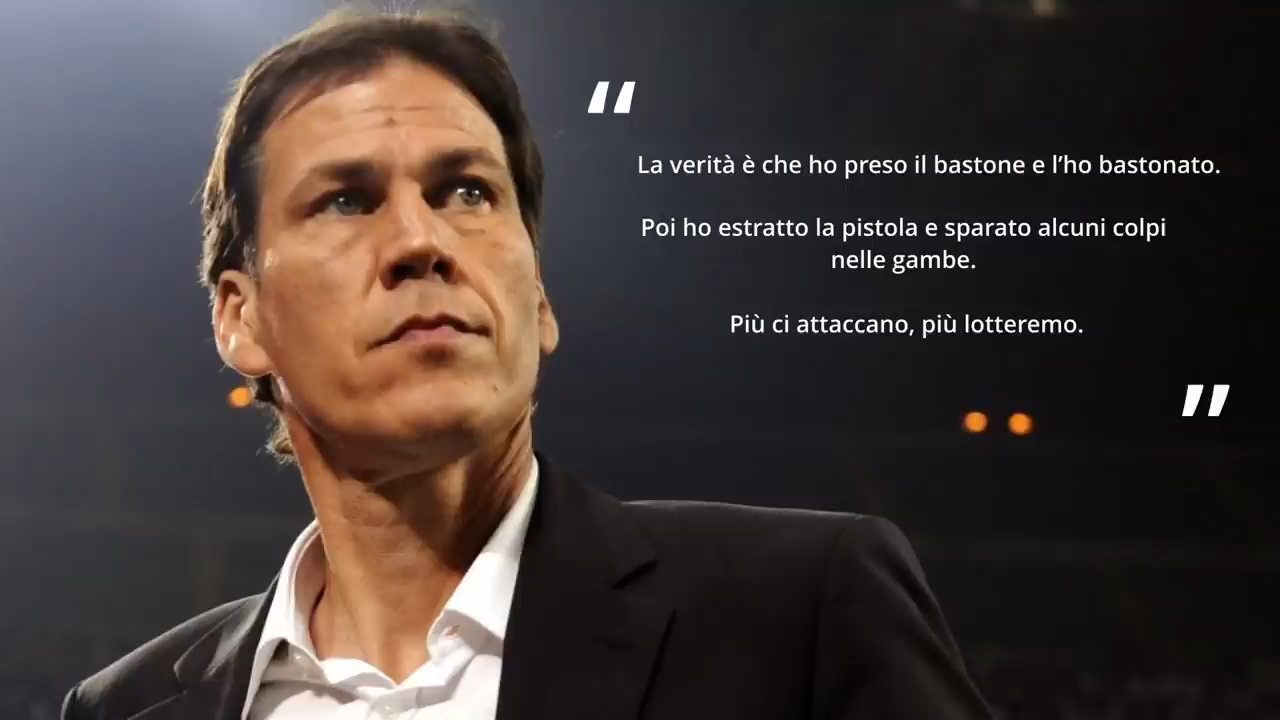 “
La verità è che ho preso il bastone e l’ho bastonato.
Poi ho estratto la pistola e sparato alcuni colpi
nelle gambe.
Più ci attaccano, più lotteremo.
”